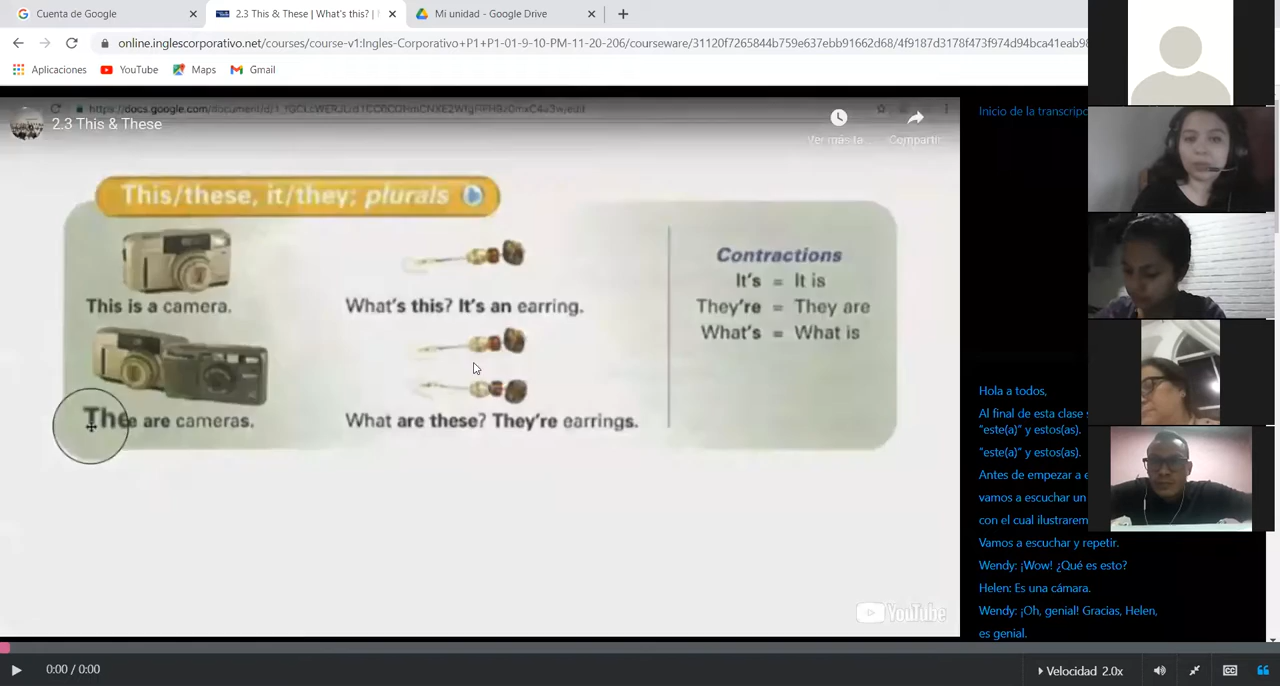 Cuenta de Google
2.3 This & These | What's this? |
Mi unidad - Google Drive
online.inglescorporativo.net/courses/course-v1:Ingles-Corporativo+P1+P1-01-9-10-PM-11-20-206/courseware/31120f7265844b759e637ebb91662d68/4f9187d3178f473f974d94bca41eab98
Aplicaciones
YouTube
Maps
Gmail
2.3 This & These
Ver más ta...
Compartir
Inicio de la transcripc
This/these, it/they; plurals
This is a camera.
What's this? It's an earring.
are cameras.
What are these? They're earrings.
Contractions
It's = It is
They're = They are
What's = What is
Hola a todos,
Al final de esta clase s
"este(a)" y estos(as).
"este(a)" y estos(as).
Antes de empezar a e
vamos a escuchar un
con el cual ilustrarem
Vamos a escuchar y repetir.
Wendy: ¡Wow! ¿Qué es esto?
Helen: Es una cámara.
Wendy: ¡Oh, genial! Gracias, Helen,
es genial.
YouTube
0:00 / 0:00
Velocidad 2.0x